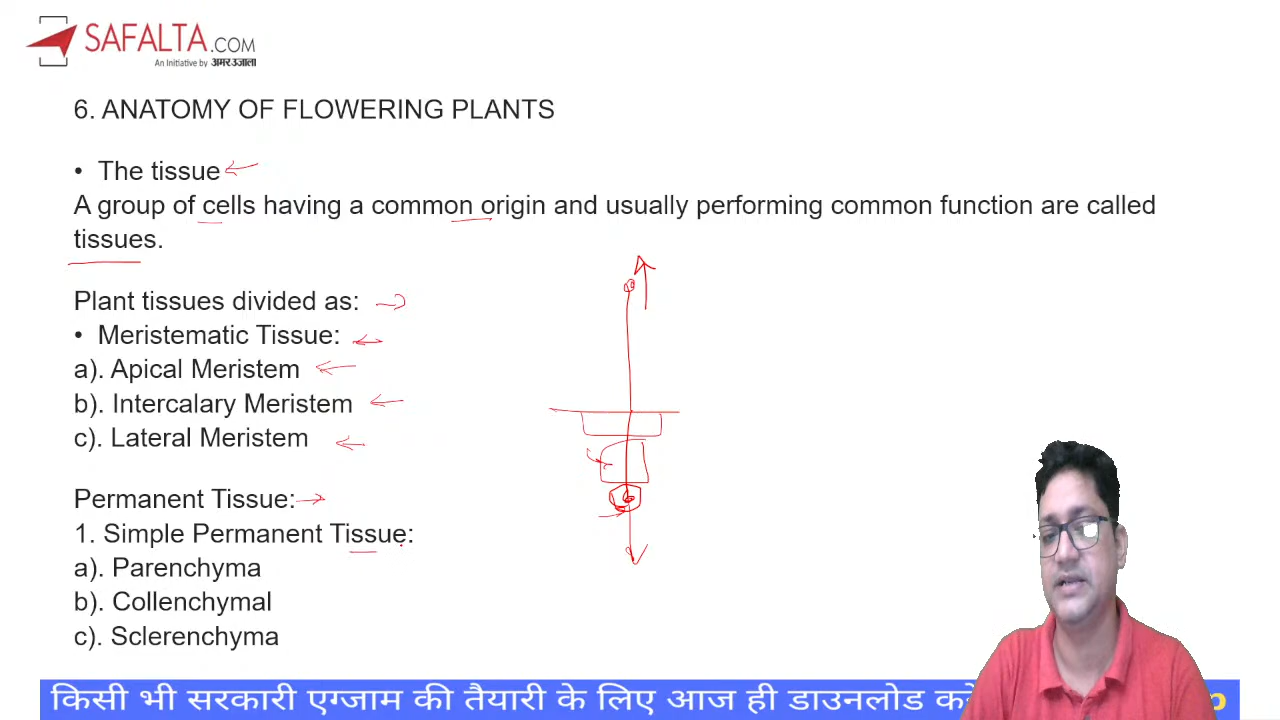 SAFALTA.COM
An Initiative by अमर उजाला
6. ANATOMY OF FLOWERING PLANTS
• The tissue
A group of cells having a common origin and usually performing common function are called
tissues.
Plant tissues divided as:
• Meristematic Tissue:
a). Apical Meristem
b). Intercalary Meristem
c). Lateral Meristem
Permanent Tissue:
1. Simple Permanent Tissue:
a). Parenchyma
b). Collenchymal
c). Sclerenchyma
किसी भी सरकारी एग्जाम की तैयारी के लिए आज ही डाउनलोड